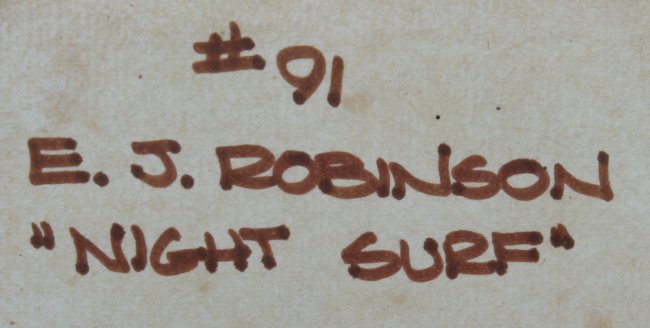 #91
E. J. ROBINSON
"NIGHT SURF"